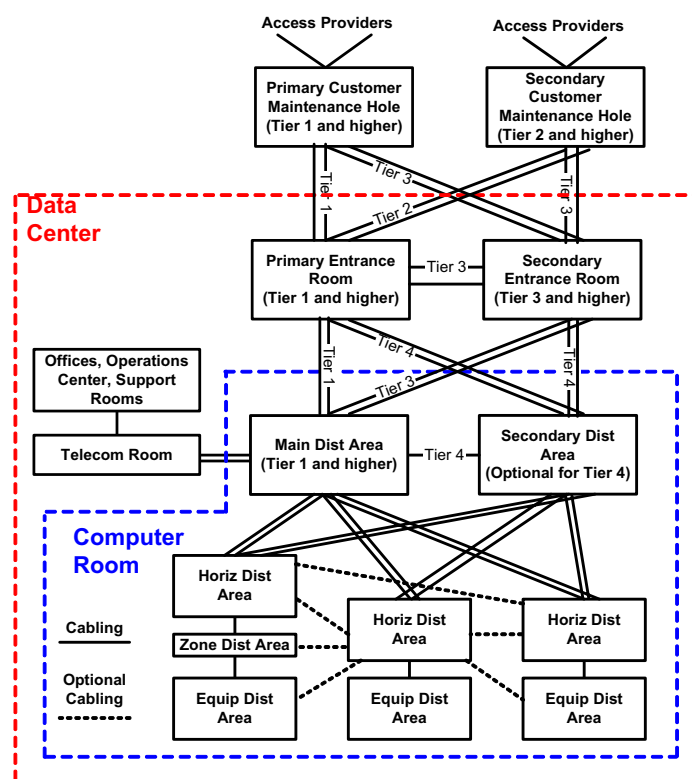 Access Providers
Access Providers
Primary Customer
Maintenance Hole
(Tier 1 and higher)
Secondary
Customer
Maintenance Hole
(Tier 2 and higher)
Tier 1
Tier 3
Tier 2
Tier 3
Data
Center
Primary Entrance
Room
(Tier 1 and higher)
Tier 3
Secondary
Entrance Room
(Tier 3 and higher)
Tier 1
Tier 4
Tier 3
Tier 4
Offices, Operations
Center, Support
Rooms
Telecom Room
Main Dist Area
(Tier 1 and higher)
Tier 4
Secondary Dist
Area
(Optional for Tier 4)
Computer
Room
Horiz Dist
Area
Horiz Dist
Area
Horiz Dist
Area
Cabling
Zone Dist Area
Optional
Cabling
Equip Dist
Area
Equip Dist
Area
Equip Dist
Area